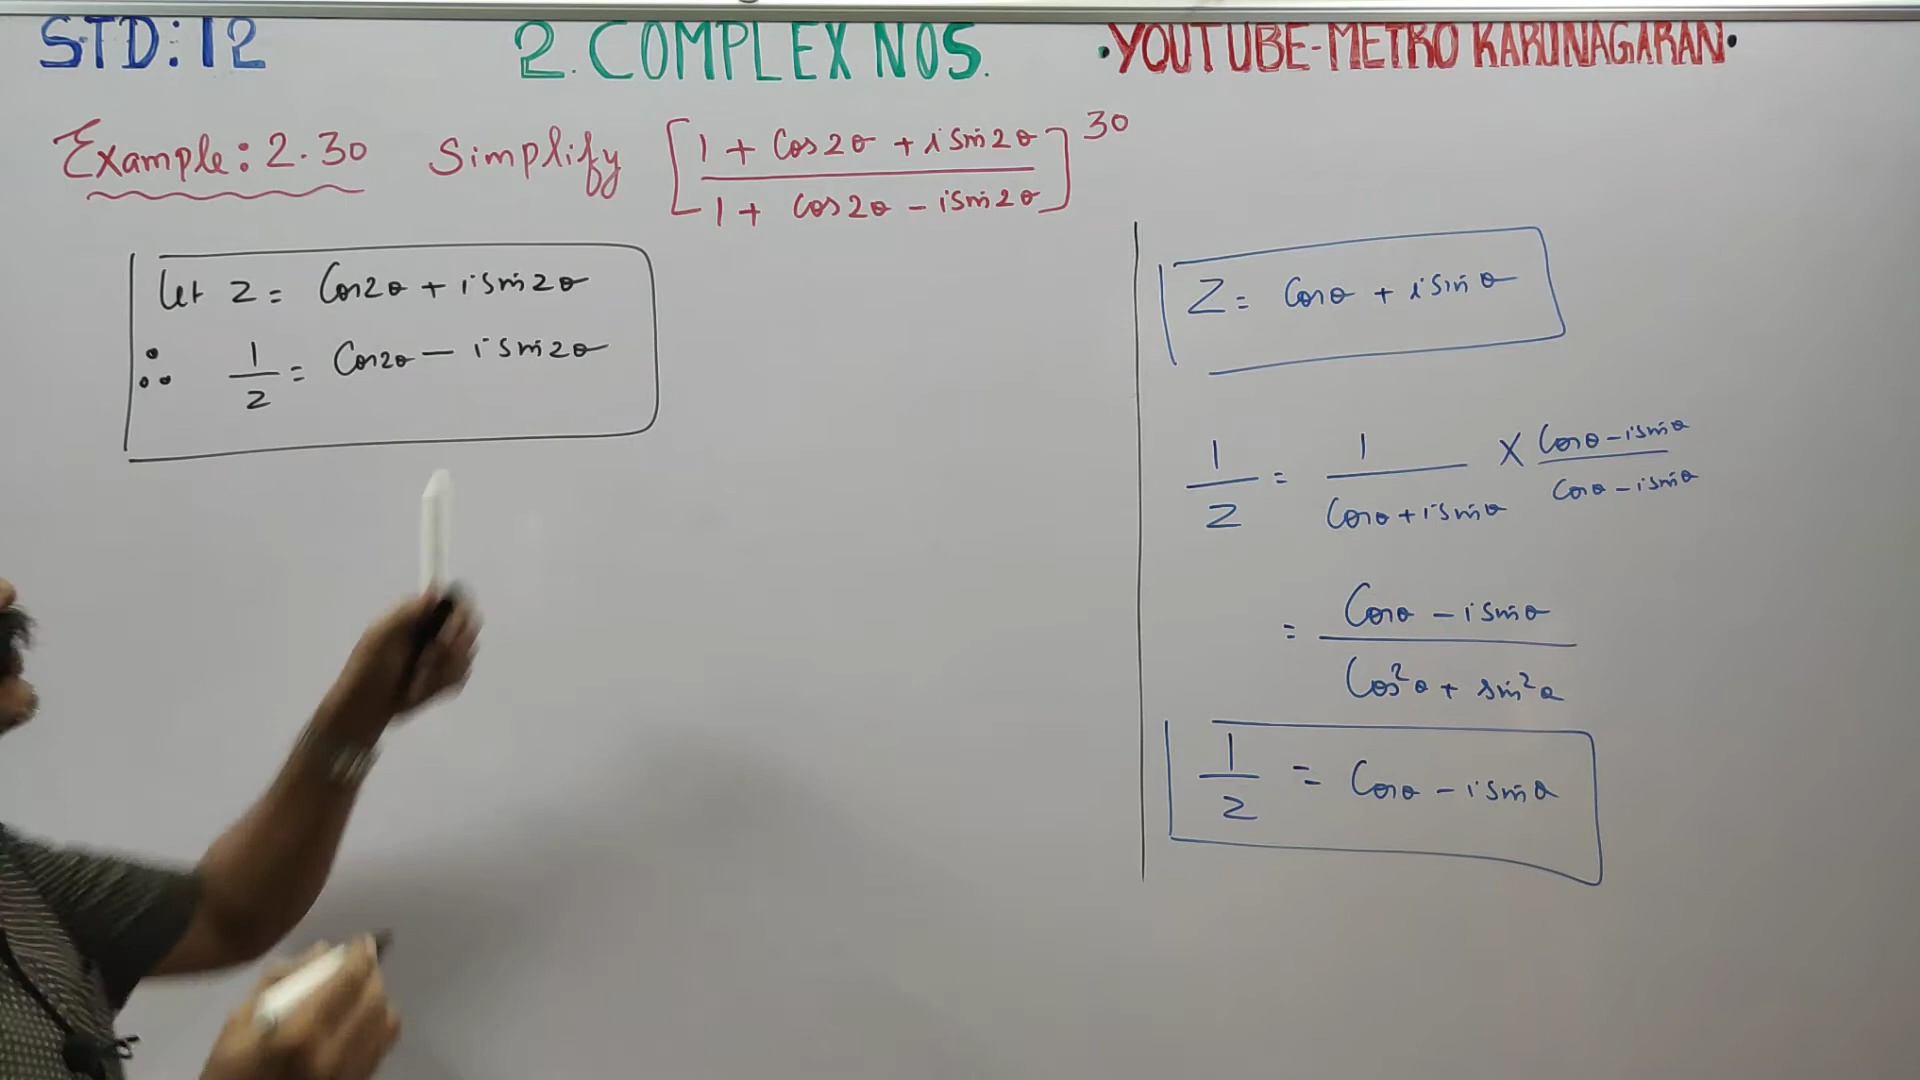 STD: 12
2. COMPLEX NOS.
•YOUTUBE-METRO KARUNAGARAN•
Example: 2.30 Simplify [ (1 + Cos2θ + i sin2θ) / (1 + Cos2θ - i sin2θ) ]^30
Let z = Cos2θ + i sin2θ
∴ 1/z = Cos2θ - i sin2θ
Z = Cosθ + i sinθ
1/z = 1/(Cosθ + i sinθ) × (Cosθ - i sinθ)/(Cosθ - i sinθ)
= (Cosθ - i sinθ)/(Cos²θ + sin²θ)
1/z = Cosθ - i sinθ